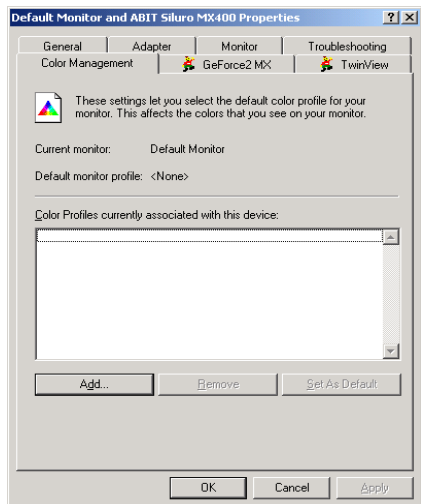 Default Monitor and ABIT Siluro MX400 Properties
General Adapter Monitor Troubleshooting
Color Management GeForce2 MX TwinView
These settings let you select the default color profile for your
monitor. This affects the colors that you see on your monitor.
Current monitor: Default Monitor
Default monitor profile: <None>
Color Profiles currently associated with this device:
Add... Remove Set As Default
OK Cancel Apply